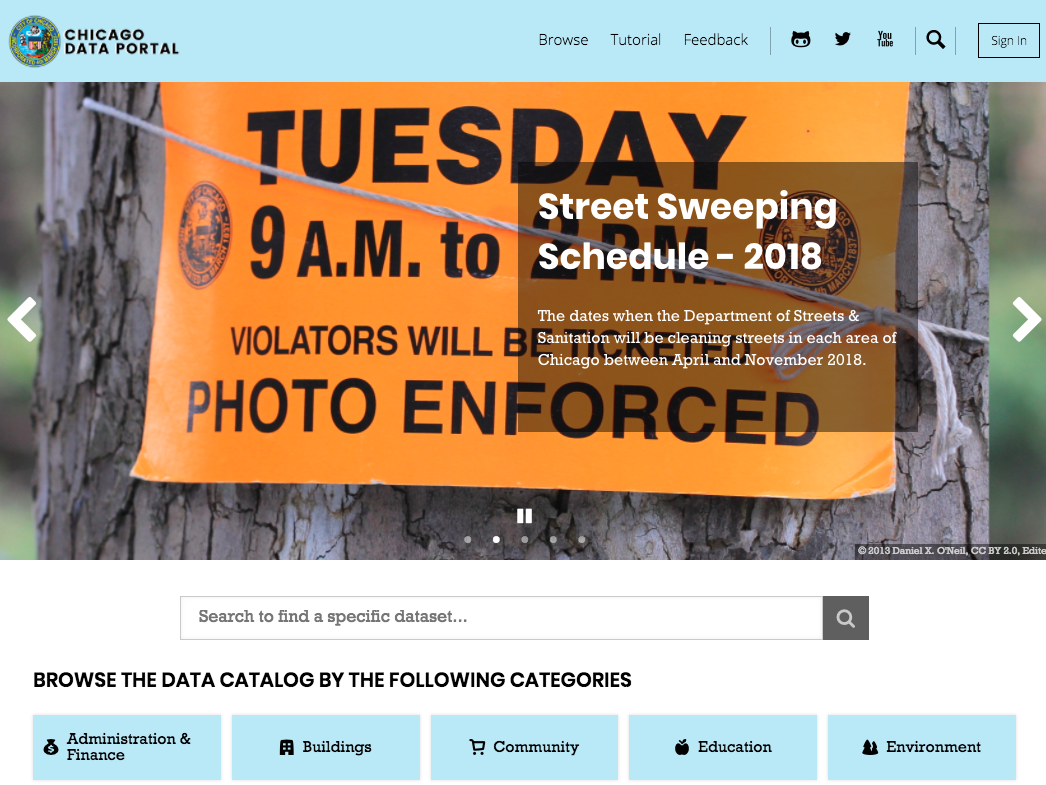 CHICAGO
DATA PORTAL
Browse
Tutorial
Feedback
You
Tube
Sign In
TUESDAY
9 A.M. to 2 P.M.
VIOLATORS WILL BE TICKETED
PHOTO ENFORCED
Street Sweeping
Schedule - 2018
The dates when the Department of Streets &
Sanitation will be cleaning streets in each area of
Chicago between April and November 2018.
© 2013 Daniel X. O'Neil, CC BY 2.0, Edite
Search to find a specific dataset...
BROWSE THE DATA CATALOG BY THE FOLLOWING CATEGORIES
Administration &
Finance
Buildings
Community
Education
Environment